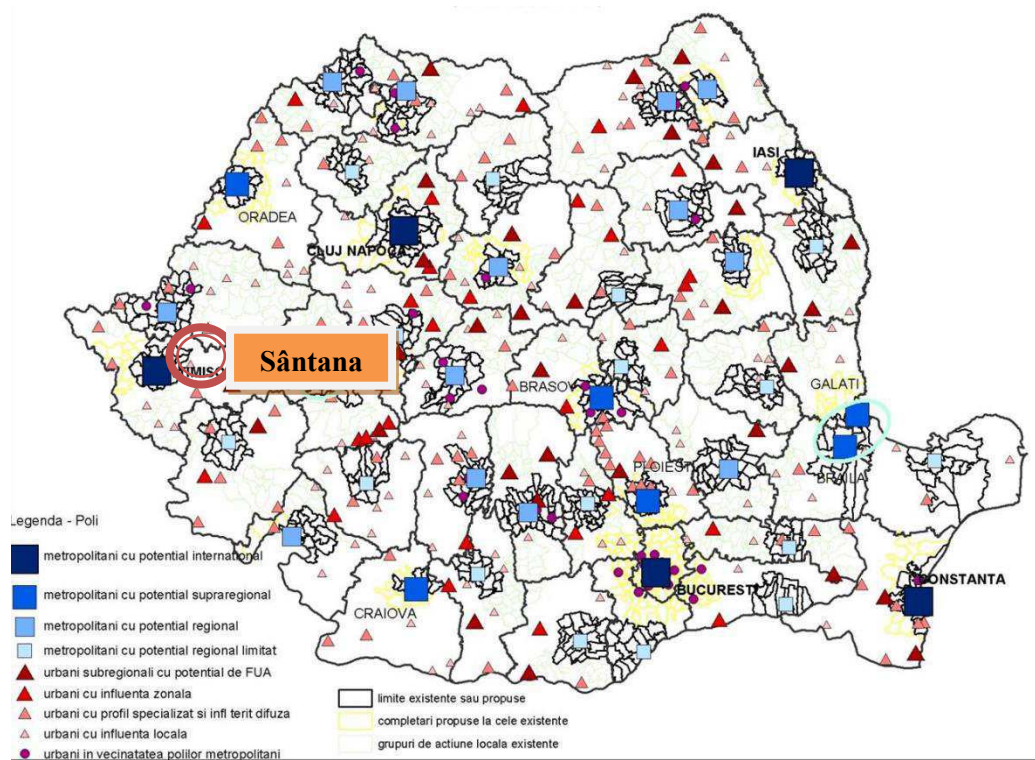 IASI
ORADEA
CLUJ NAPOCA
Sântana
TIMISO
BRASOV
GALATI
PLOIESTI
BRAILA
CONSTANTA
BUCURESTI
CRAIOVA
Legenda - Poli
metropolitani cu potential international
metropolitani cu potential supraregional
metropolitani cu potential regional
metropolitani cu potential regional limitat
urbani subregionali cu potential de FUA
urbani cu influenta zonala
urbani cu profil specializat si infl terit difuza
urbani cu influenta locala
urbani in vecinatatea polilor metropolitani
limite existente sau propuse
completari propuse la cele existente
grupuri de actiune locala existente